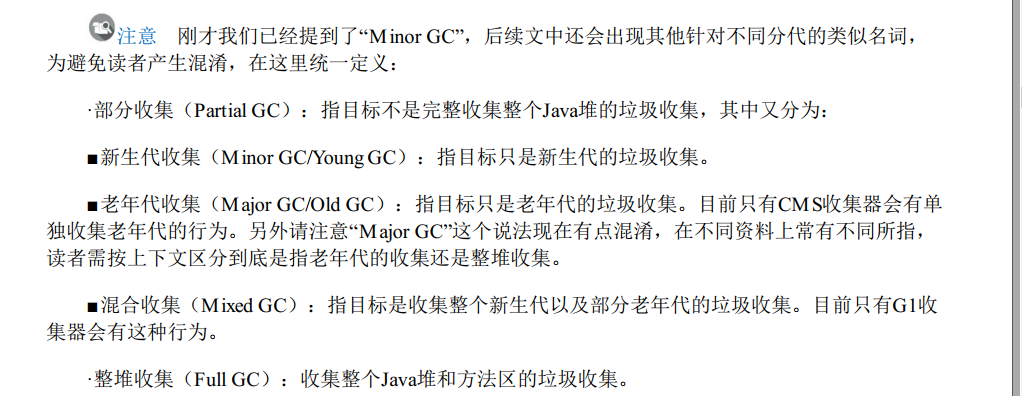 注意 刚才我们已经提到了“Minor GC”，后续文中还会出现其他针对不同分代的类似名词，
为避免读者产生混淆，在这里统一定义：
·部分收集（Partial GC）：指目标不是完整收集整个Java堆的垃圾收集，其中又分为：
■新生代收集（Minor GC/Young GC）：指目标只是新生代的垃圾收集。
■老年代收集（Major GC/Old GC）：指目标只是老年代的垃圾收集。目前只有CMS收集器会有单
独收集老年代的行为。另外请注意“Major GC”这个说法现在有点混淆，在不同资料上常有不同所指，
读者需按上下文区分到底是指老年代的收集还是整堆收集。
■混合收集（Mixed GC）：指目标是收集整个新生代以及部分老年代的垃圾收集。目前只有G1收
集器会有这种行为。
·整堆收集（Full GC）：收集整个Java堆和方法区的垃圾收集。